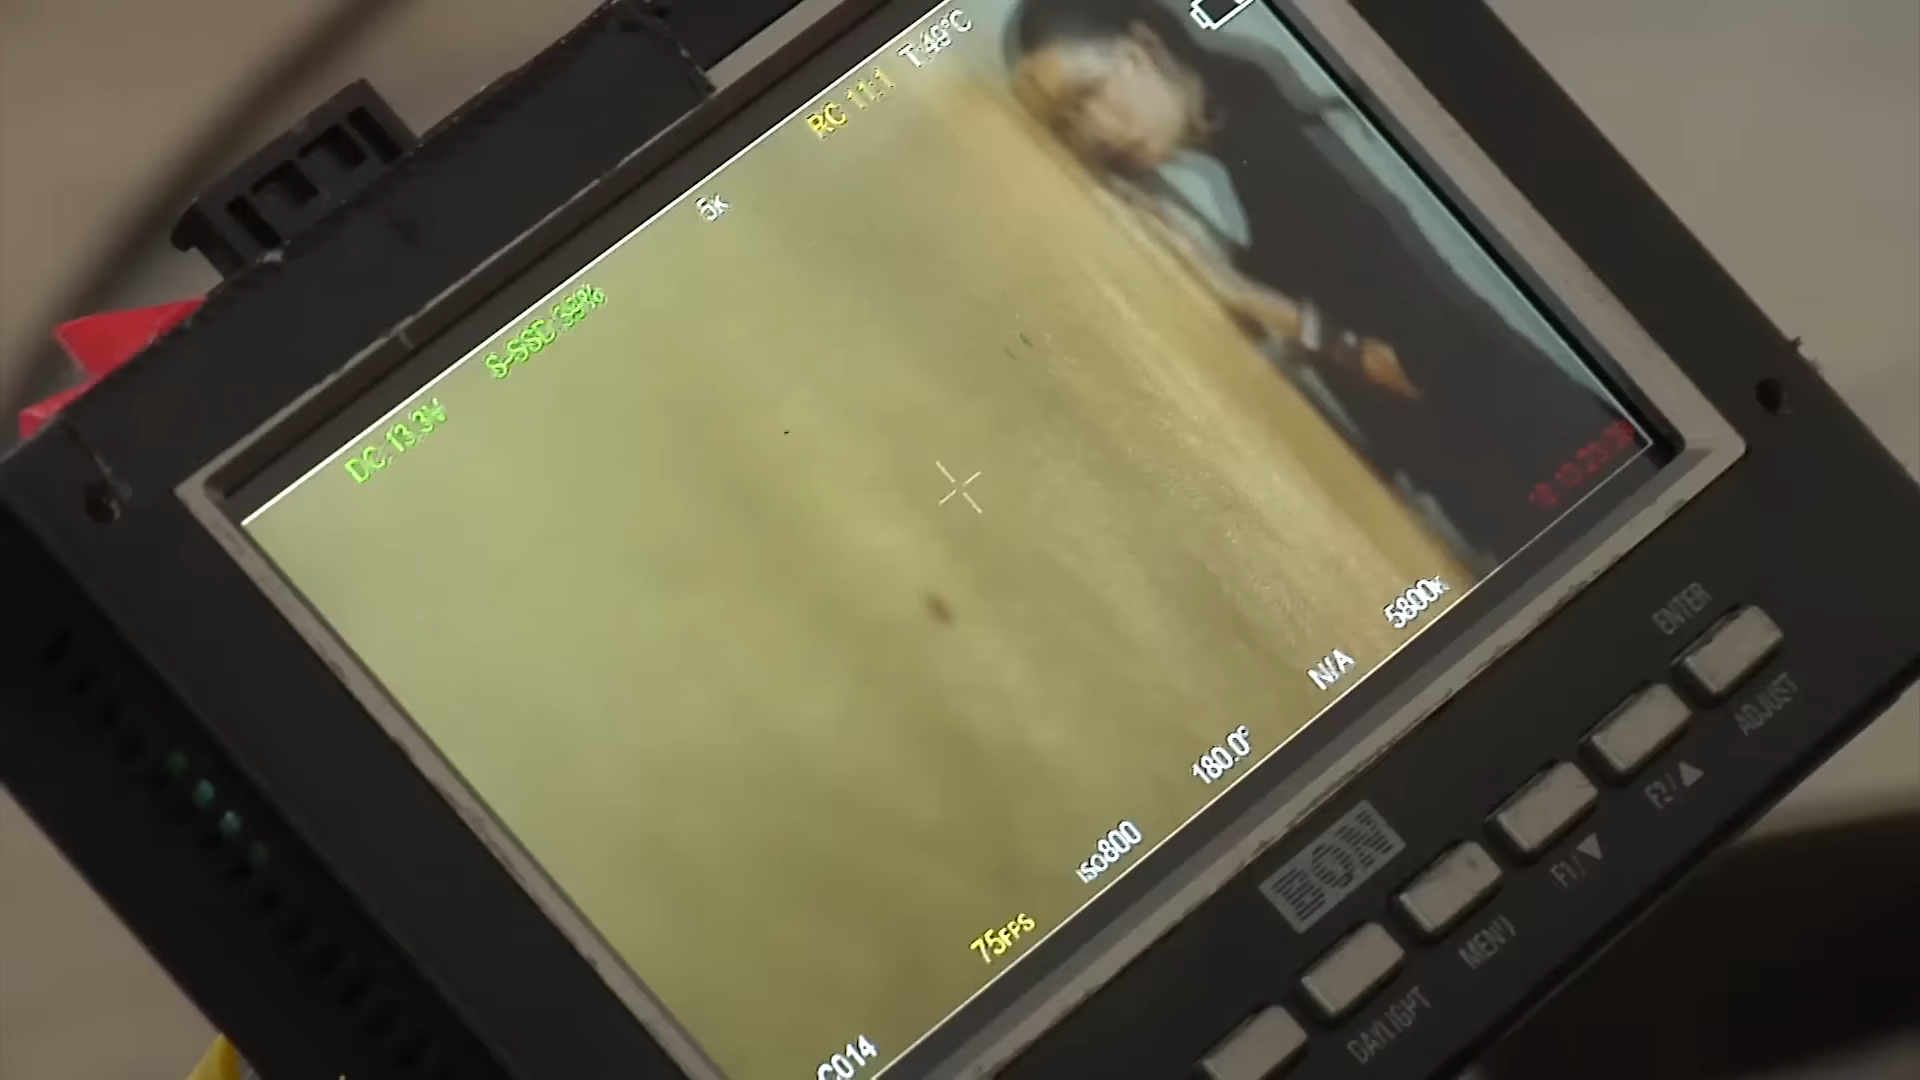 DC:13.3V S-SSD:39% 5K RC 11:1 T:49°C
C014 75FPS ISO800 180.0° N/A 5800K
BON
ENTER
DAYLIGHT MENU F1/▼ F2/▲ ADJUST